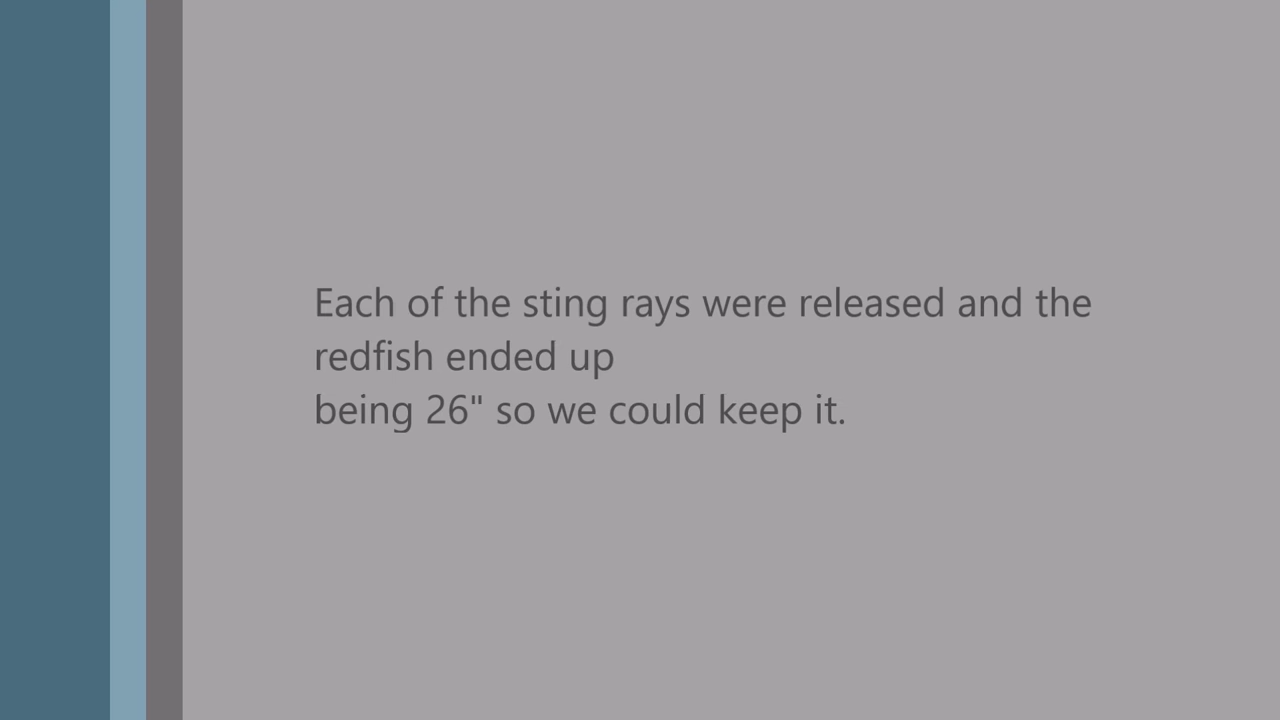 Each of the sting rays were released and the
redfish ended up
being 26" so we could keep it.